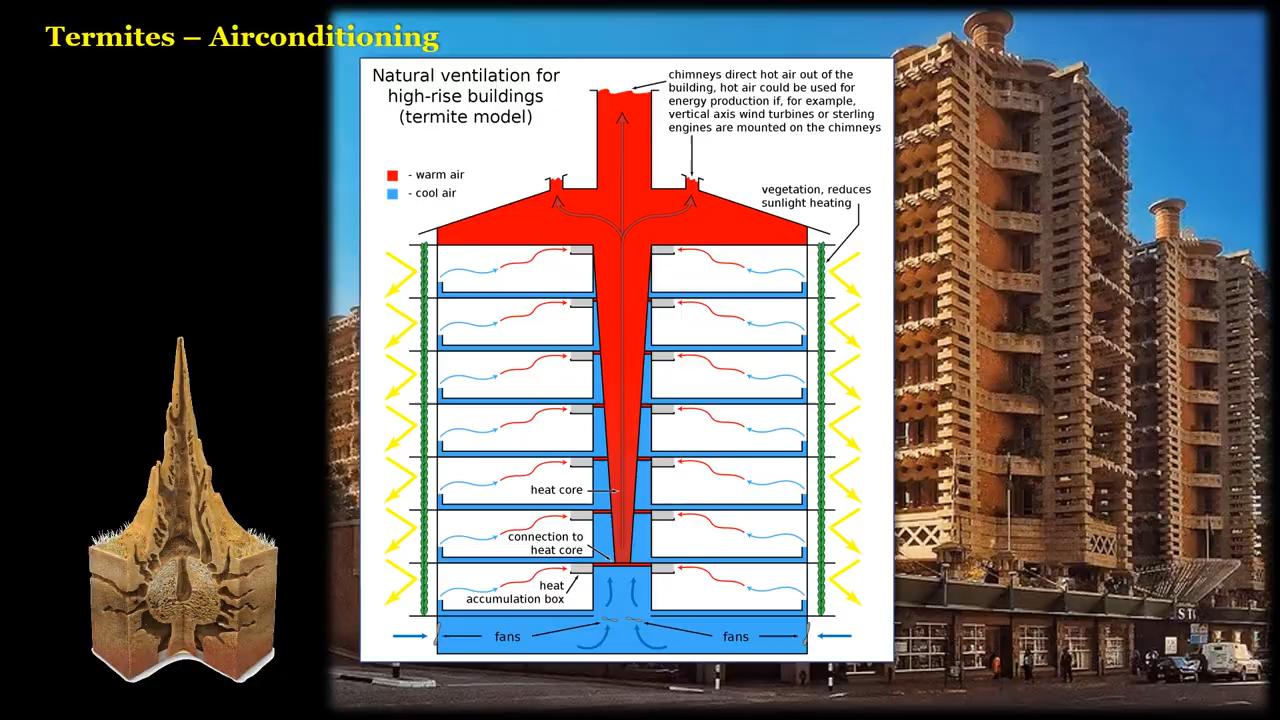 Termites – Airconditioning
Natural ventilation for
high-rise buildings
(termite model)
chimneys direct hot air out of the
building, hot air could be used for
energy production if, for example,
vertical axis wind turbines or sterling
engines are mounted on the chimneys
- warm air
- cool air
vegetation, reduces
sunlight heating
heat core
connection to
heat core
heat
accumulation box
fans
fans